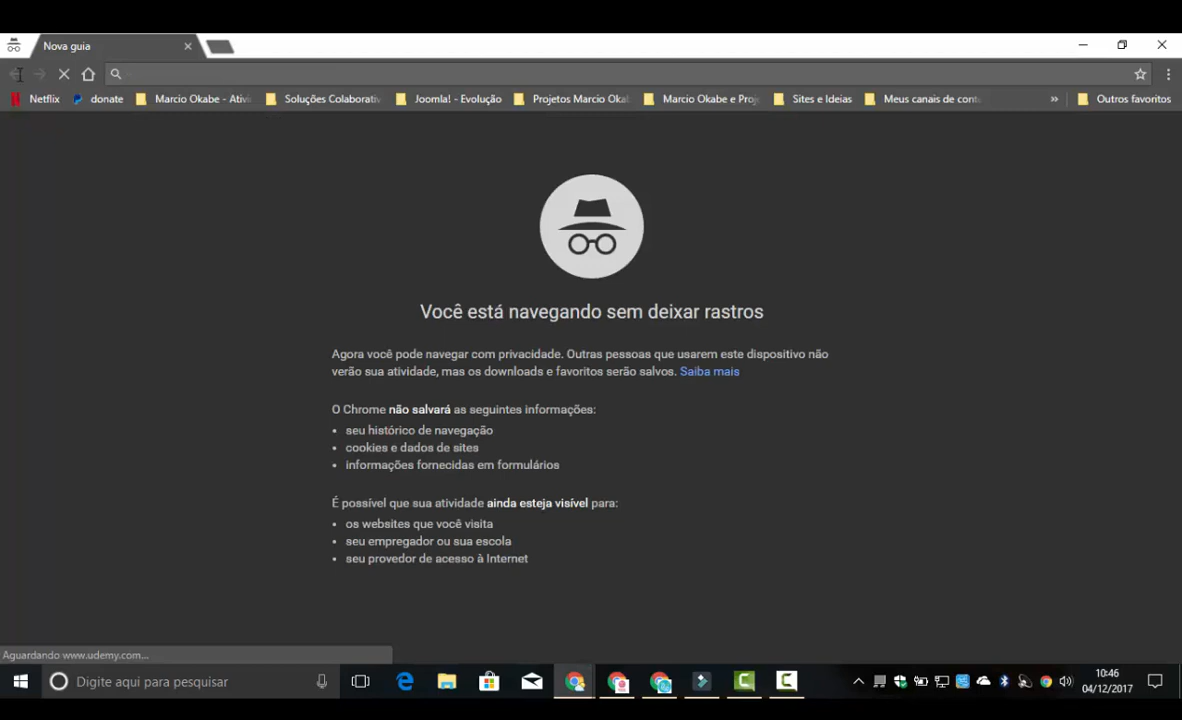 Nova guia
Netflix donate Marcio Okabe - Ativi Soluções Colaborativ Joomla! - Evolução Projetos Marcio Oka Marcio Okabe e Proj Sites e Ideias Meus canais de cont » Outros favoritos
Você está navegando sem deixar rastros
Agora você pode navegar com privacidade. Outras pessoas que usarem este dispositivo não
verão sua atividade, mas os downloads e favoritos serão salvos. Saiba mais
O Chrome não salvará as seguintes informações:
• seu histórico de navegação
• cookies e dados de sites
• informações fornecidas em formulários
É possível que sua atividade ainda esteja visível para:
• os websites que você visita
• seu empregador ou sua escola
• seu provedor de acesso à Internet
Aguardando www.udemy.com...
Digite aqui para pesquisar
10:46
04/12/2017